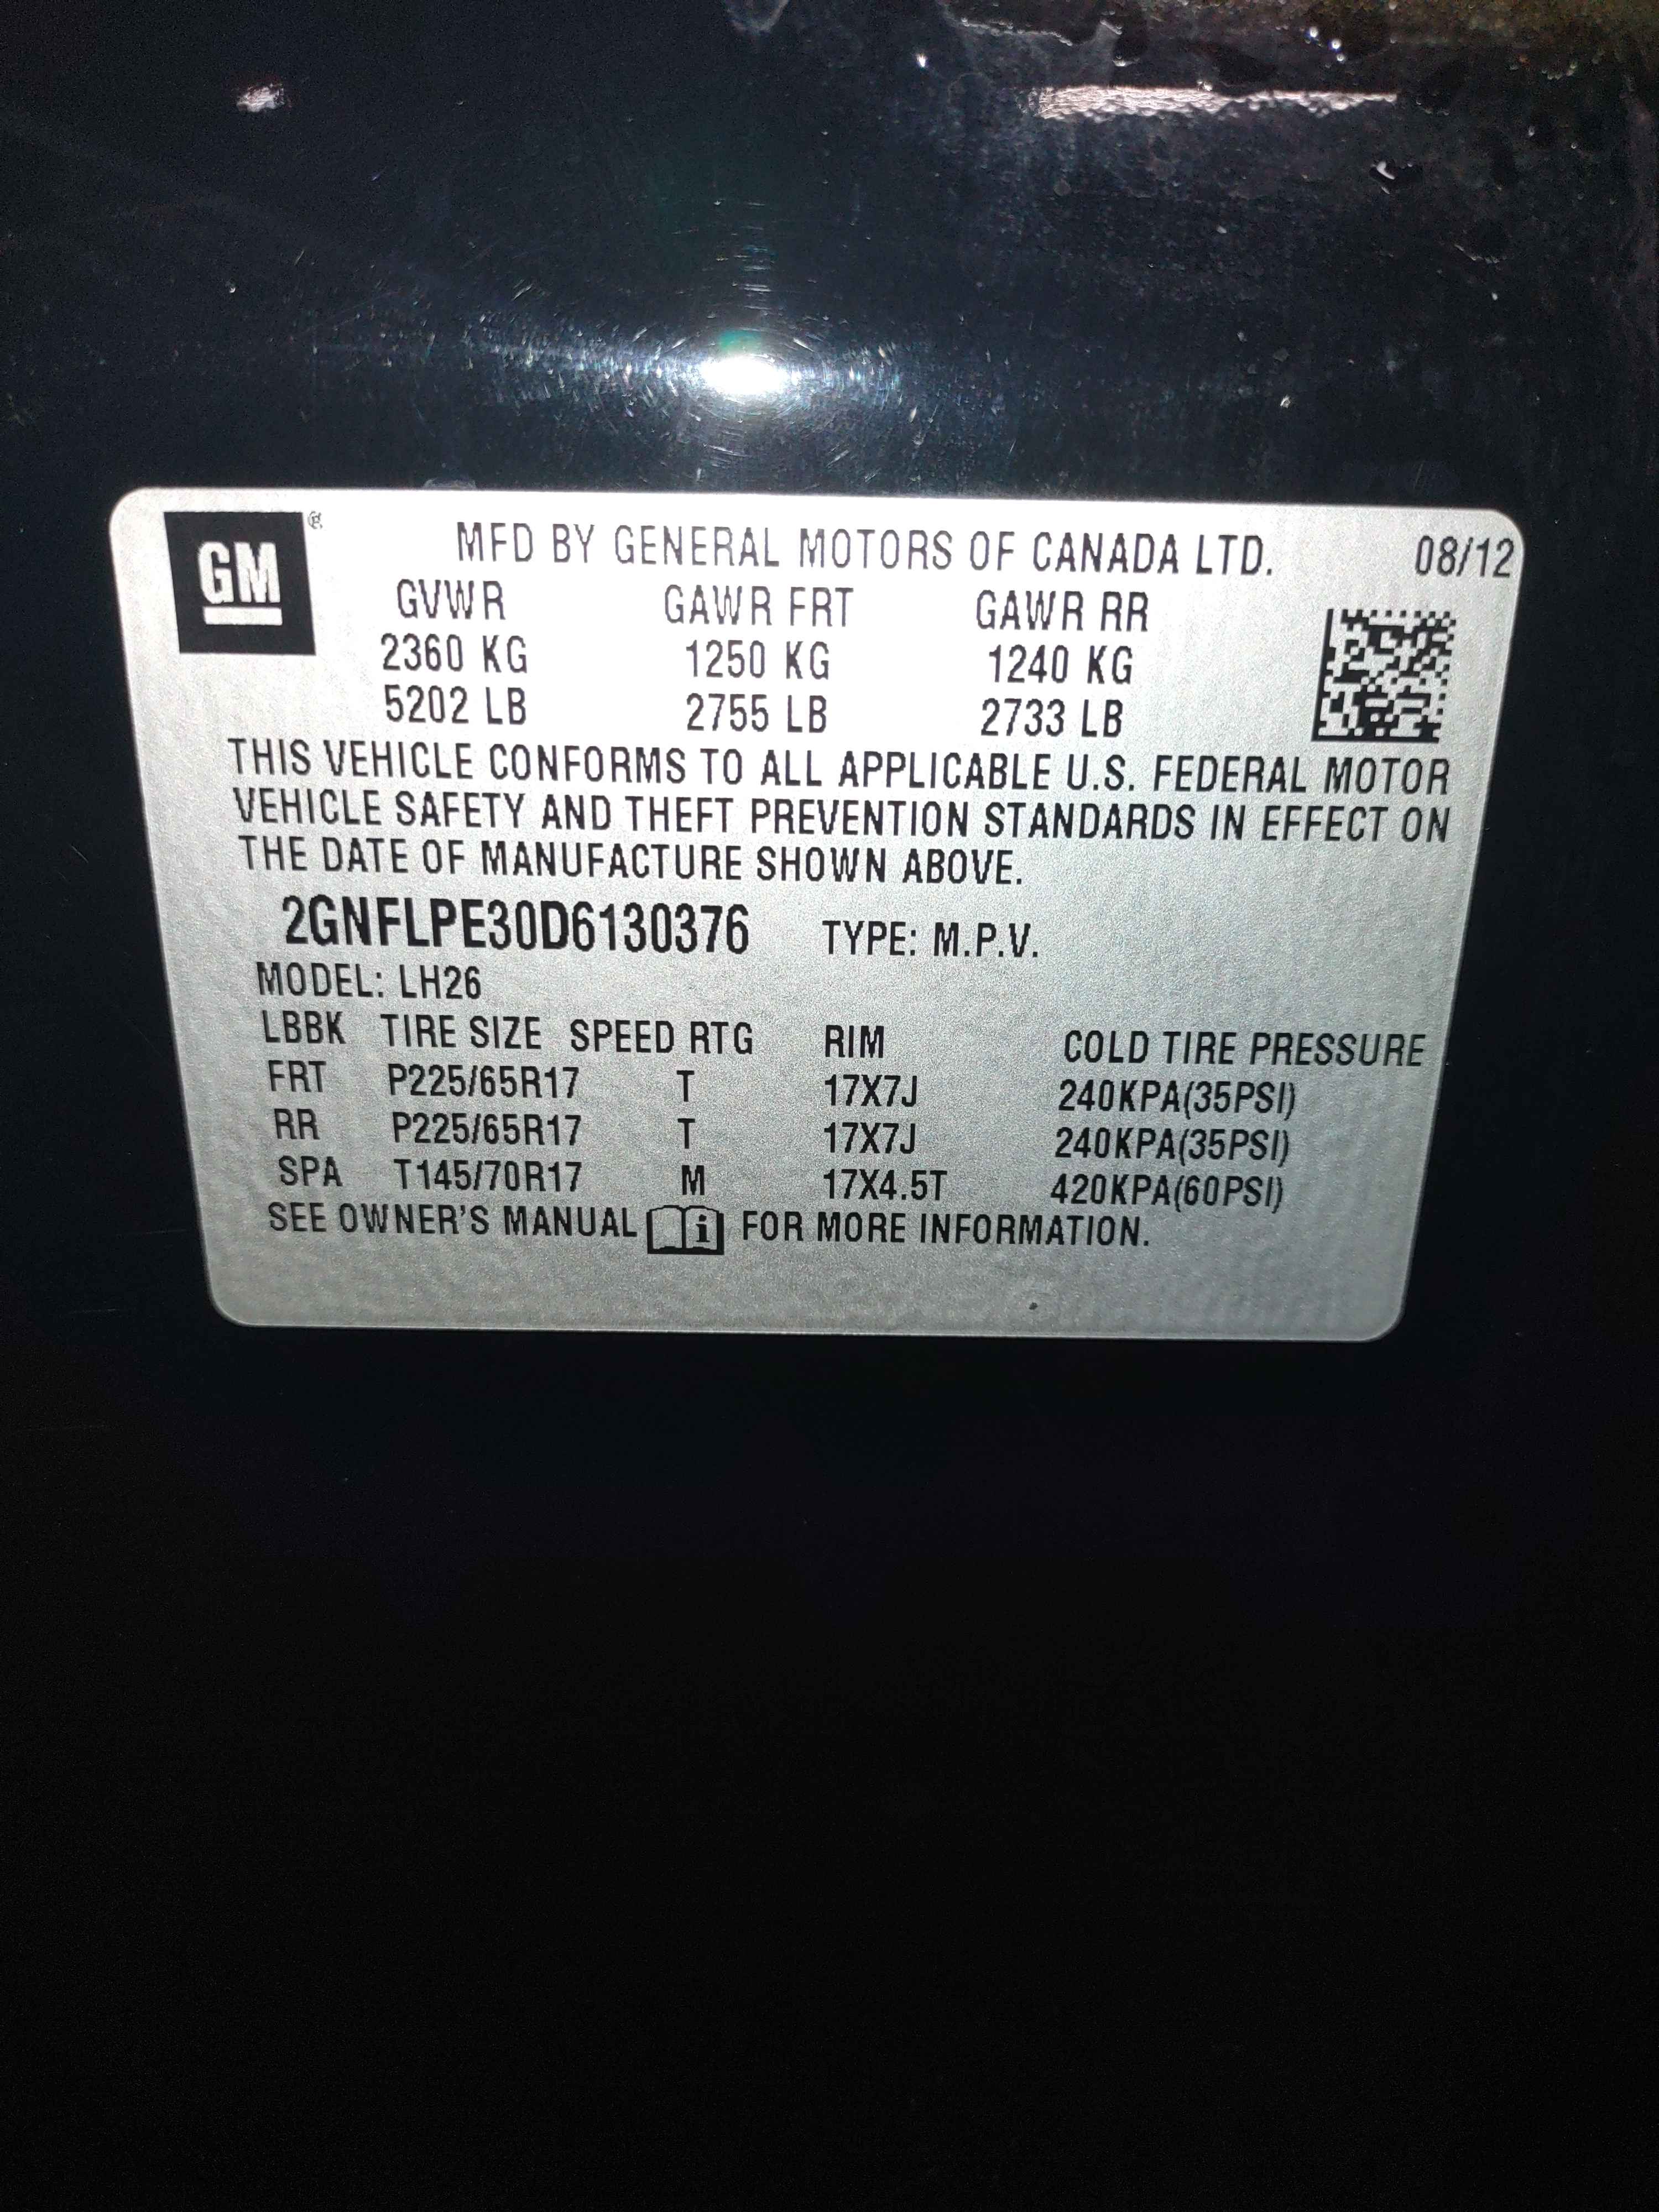 GM ®
MFD BY GENERAL MOTORS OF CANADA LTD. 08/12
GVWR GAWR FRT GAWR RR
2360 KG 1250 KG 1240 KG
5202 LB 2755 LB 2733 LB
THIS VEHICLE CONFORMS TO ALL APPLICABLE U.S. FEDERAL MOTOR
VEHICLE SAFETY AND THEFT PREVENTION STANDARDS IN EFFECT ON
THE DATE OF MANUFACTURE SHOWN ABOVE.
2GNFLPE30D6130376 TYPE: M.P.V.
MODEL: LH26
LBBK TIRE SIZE SPEED RTG RIM COLD TIRE PRESSURE
FRT P225/65R17 T 17X7J 240KPA(35PSI)
RR P225/65R17 T 17X7J 240KPA(35PSI)
SPA T145/70R17 M 17X4.5T 420KPA(60PSI)
SEE OWNER'S MANUAL i FOR MORE INFORMATION.